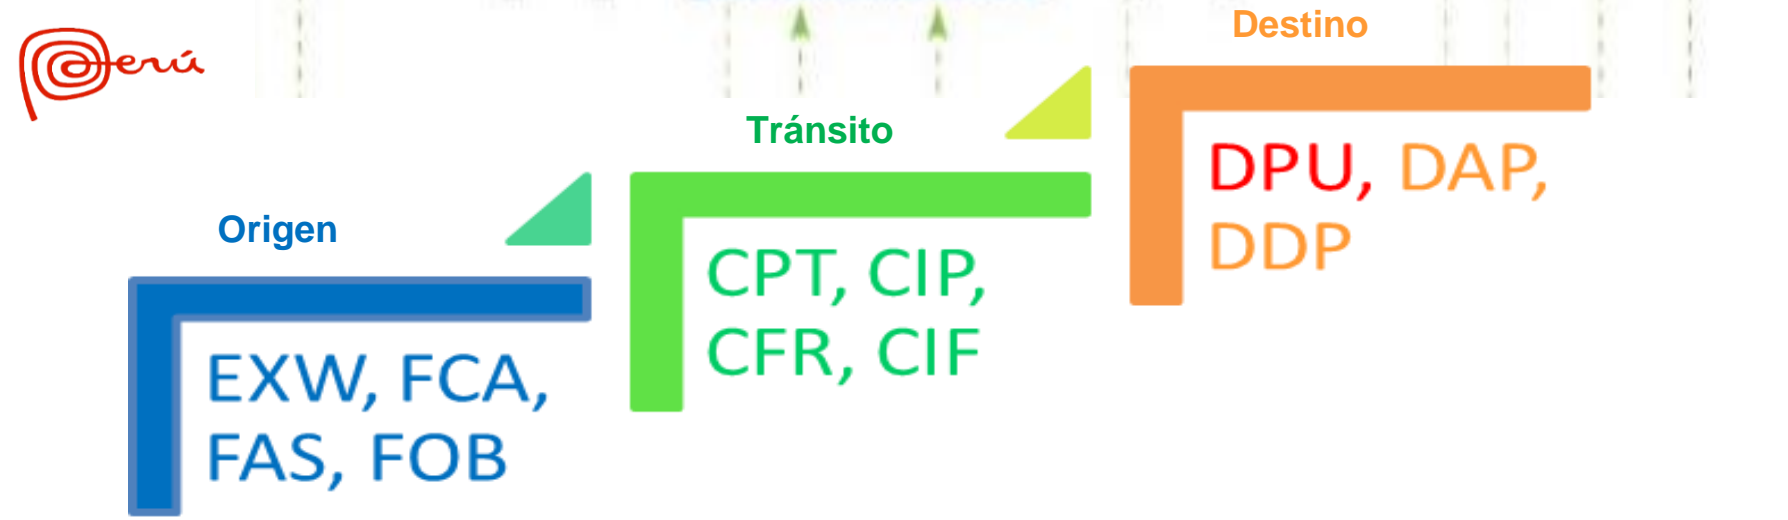 Perú
Origen
EXW, FCA,
FAS, FOB
Tránsito
CPT, CIP,
CFR, CIF
Destino
DPU, DAP,
DDP